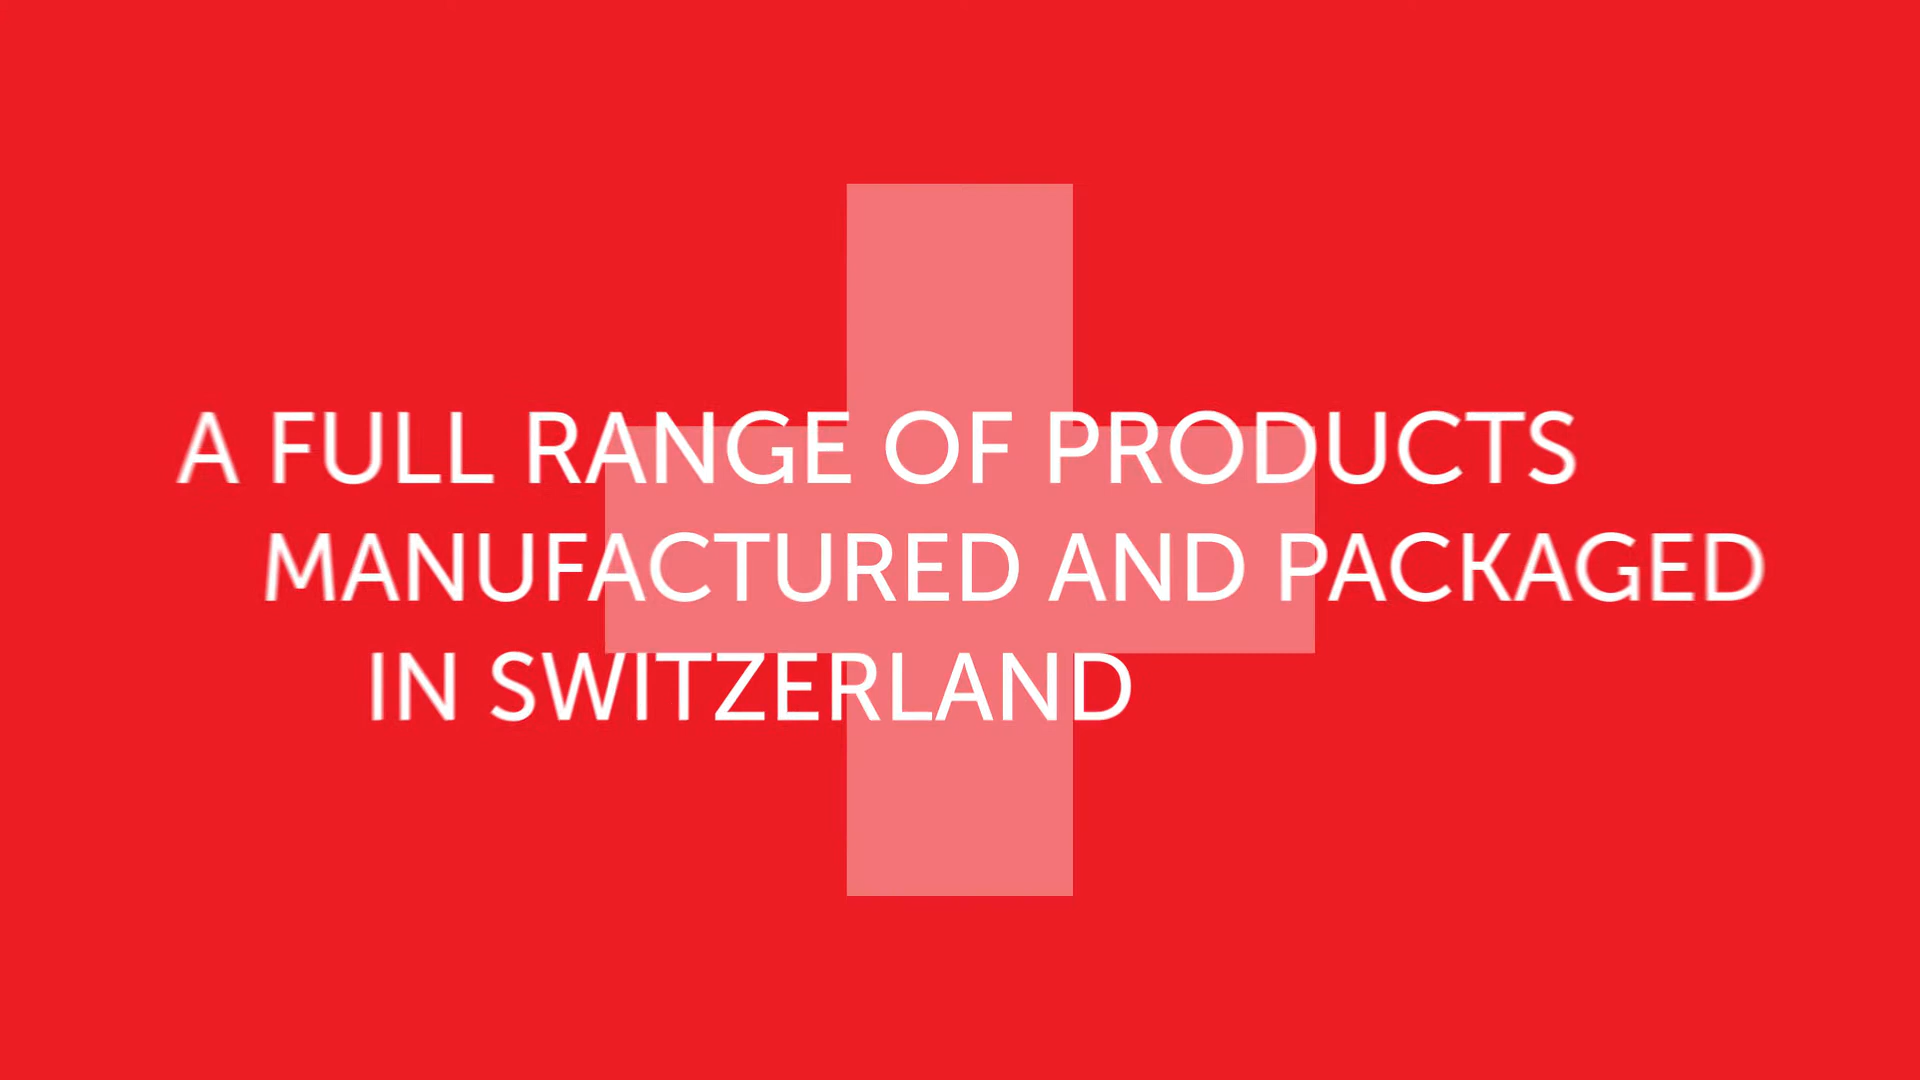 A FULL RANGE OF PRODUCTS
MANUFACTURED AND PACKAGED
IN SWITZERLAND